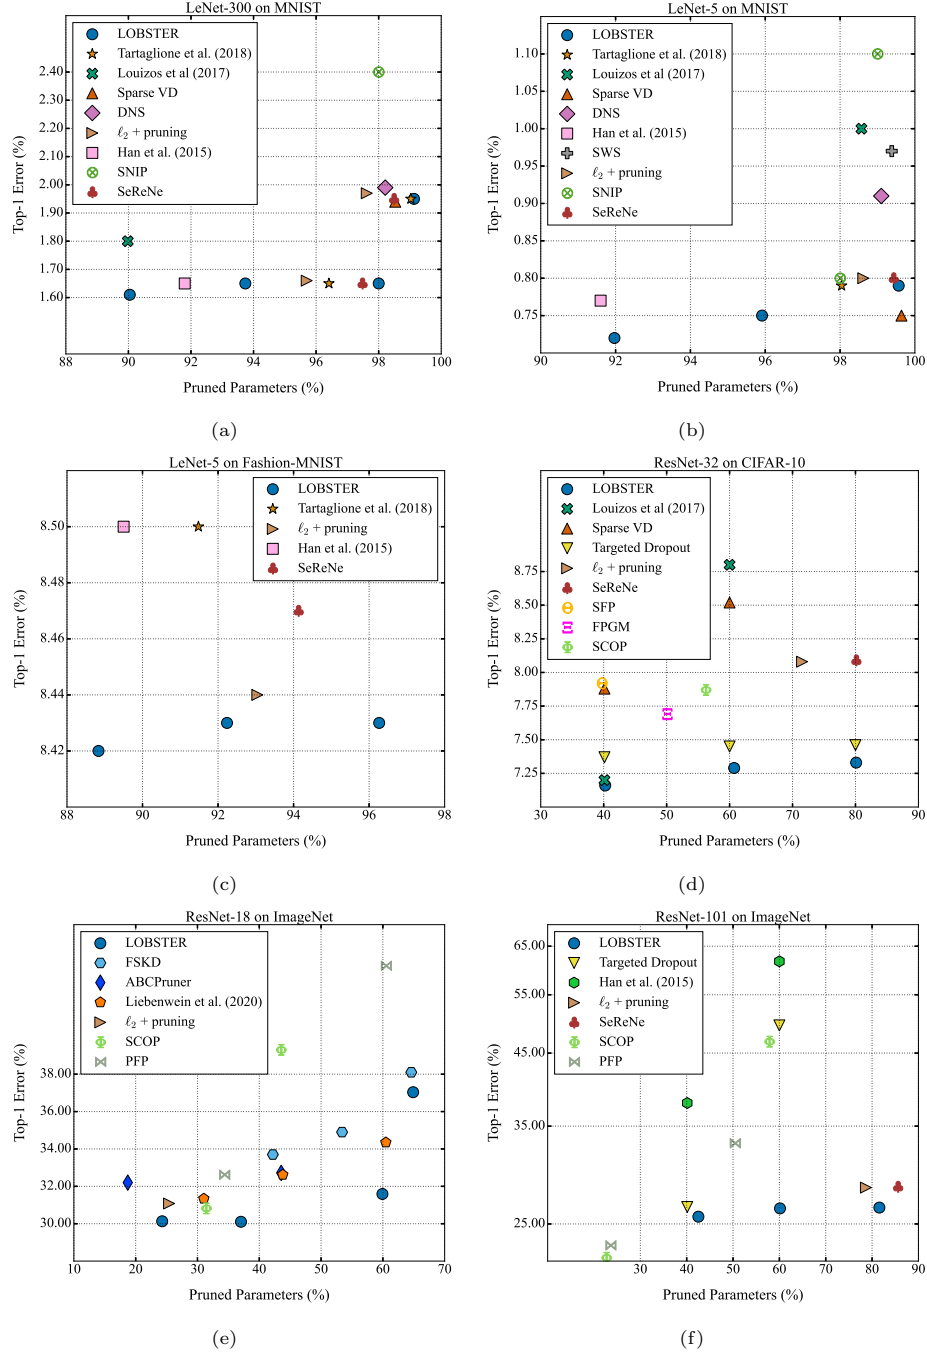 LeNet-300 on MNIST
LOBSTER
Tartaglione et al. (2018)
Louizos et al (2017)
Sparse VD
DNS
ℓ2 + pruning
Han et al. (2015)
SNIP
SeReNe
Top-1 Error (%)
2.40
2.30
2.20
2.10
2.00
1.90
1.80
1.70
1.60
88 90 92 94 96 98 100
Pruned Parameters (%)
(a)
LeNet-5 on MNIST
LOBSTER
Tartaglione et al. (2018)
Louizos et al (2017)
Sparse VD
DNS
Han et al. (2015)
SWS
ℓ2 + pruning
SNIP
SeReNe
Top-1 Error (%)
1.10
1.00
0.95
0.90
0.85
0.80
0.75
90 92 94 96 98 100
Pruned Parameters (%)
(b)
LeNet-5 on Fashion-MNIST
LOBSTER
Tartaglione et al. (2018)
ℓ2 + pruning
Han et al. (2015)
SeReNe
Top-1 Error (%)
8.50
8.48
8.46
8.44
8.42
88 90 92 94 96 98
Pruned Parameters (%)
(c)
ResNet-32 on CIFAR-10
LOBSTER
Louizos et al (2017)
Sparse VD
Targeted Dropout
ℓ2 + pruning
SeReNe
SFP
FPGM
SCOP
Top-1 Error (%)
8.75
8.50
8.25
8.00
7.75
7.50
7.25
30 40 50 60 70 80 90
Pruned Parameters (%)
(d)
ResNet-18 on ImageNet
LOBSTER
FSKD
ABCPruner
Liebenwein et al. (2020)
ℓ2 + pruning
SCOP
PFP
Top-1 Error (%)
38.00
36.00
34.00
32.00
30.00
10 20 30 40 50 60 70
Pruned Parameters (%)
(e)
ResNet-101 on ImageNet
LOBSTER
Targeted Dropout
Han et al. (2015)
ℓ2 + pruning
SeReNe
SCOP
PFP
Top-1 Error (%)
65.00
55.00
45.00
35.00
25.00
30 40 50 60 70 80 90
Pruned Parameters (%)
(f)